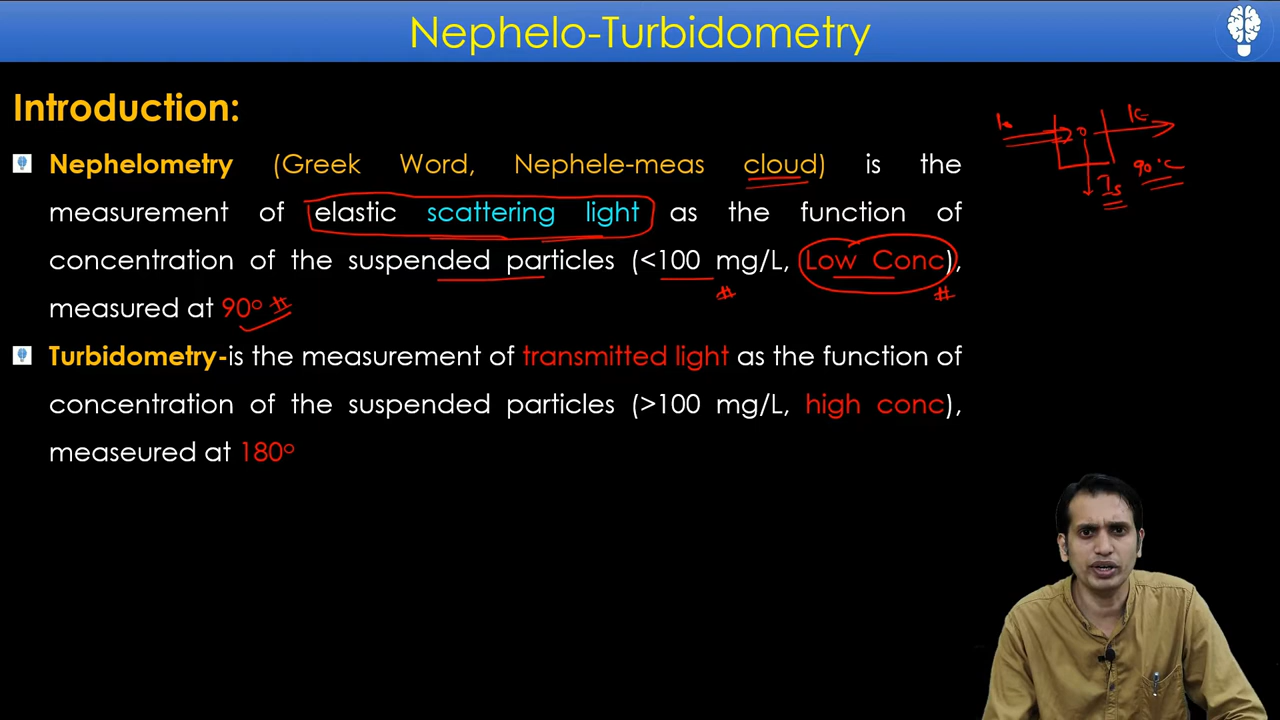 Nephelo-Turbidometry
Introduction:
Nephelometry (Greek Word, Nephele-meas cloud) is the
measurement of elastic scattering light as the function of
concentration of the suspended particles (<100 mg/L, Low Conc),
measured at 90° #
# #
Turbidometry-is the measurement of transmitted light as the function of
concentration of the suspended particles (>100 mg/L, high conc),
measeured at 180°
Is
90°C